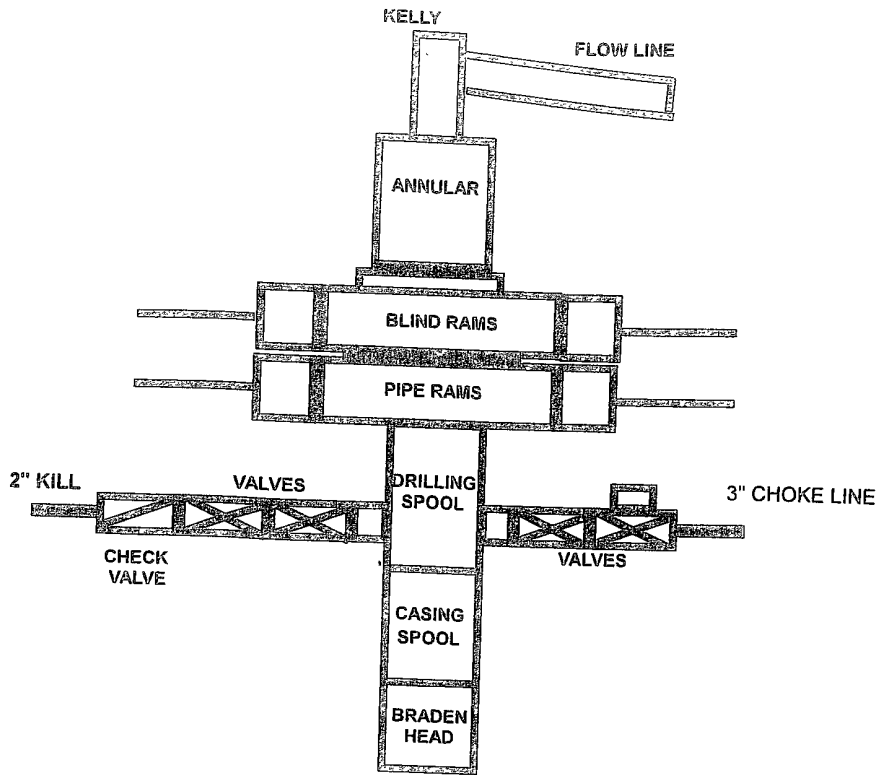 KELLY
FLOW LINE
ANNULAR
BLIND RAMS
PIPE RAMS
2" KILL
VALVES
DRILLING
SPOOL
3" CHOKE LINE
CHECK
VALVE
VALVES
CASING
SPOOL
BRADEN
HEAD